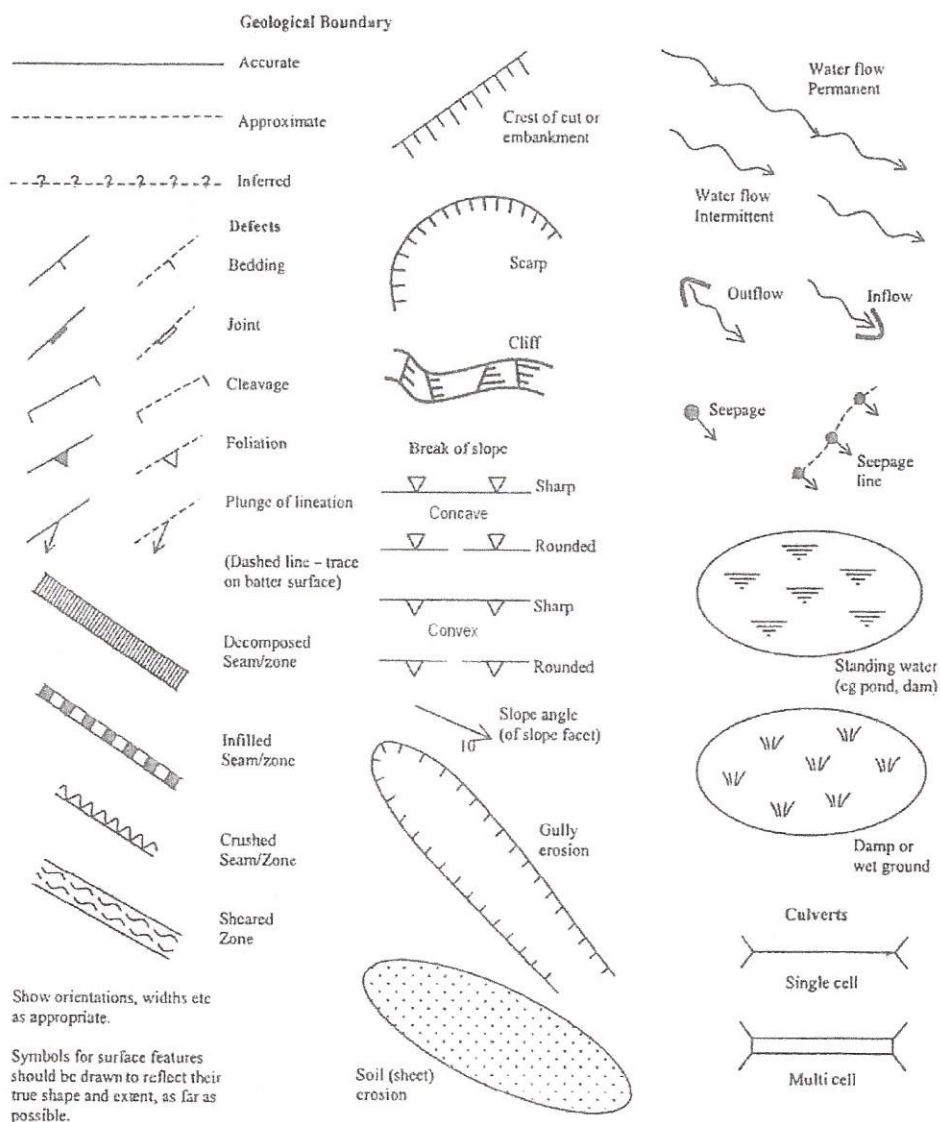 Geological Boundary
Accurate
Approximate
? ? ? ? ? ?
Inferred
Defects
Bedding
Joint
Cleavage
Foliation
Plunge of lineation
(Dashed line – trace
on batter surface)
Decomposed
Seam/zone
Infilled
Seam/zone
Crushed
Seam/Zone
Sheared
Zone
Show orientations, widths etc
as appropriate.
Symbols for surface features
should be drawn to reflect their
true shape and extent, as far as
possible.
Crest of cut or
embankment
Scarp
Cliff
Break of slope
Sharp
Concave
Rounded
Sharp
Convex
Rounded
Slope angle
(of slope facet)
10
Gully
erosion
Soil (sheet)
erosion
Water flow
Permanent
Water flow
Intermittent
Outflow
Inflow
Seepage
Seepage
line
Standing water
(eg pond, dam)
Damp or
wet ground
Culverts
Single cell
Multi cell